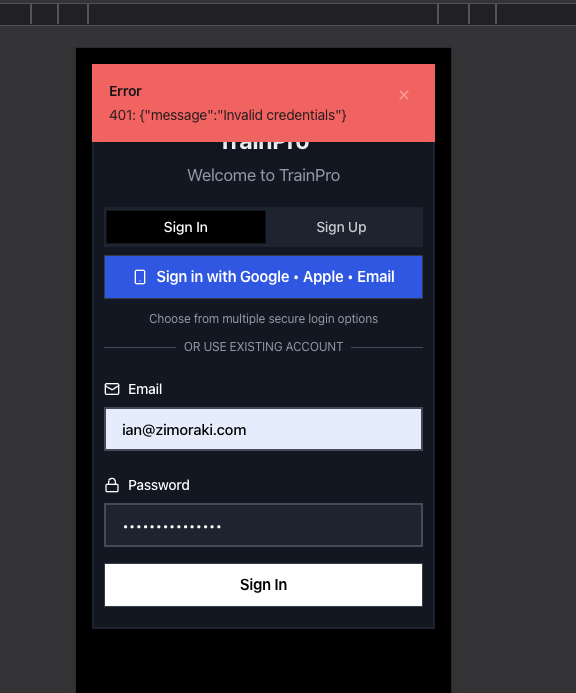 Error
401: {"message":"Invalid credentials"}
TrainPro
Welcome to TrainPro
Sign In
Sign Up
Sign in with Google • Apple • Email
Choose from multiple secure login options
OR USE EXISTING ACCOUNT
Email
ian@zimoraki.com
Password
•••••••••••••••
Sign In